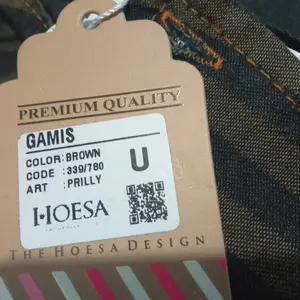 PREMIUM QUALITY
GAMIS
COLOR: BROWN
CODE : 339/780
ART : PRILLY
U
HOESA
THE HOESA DESIGN